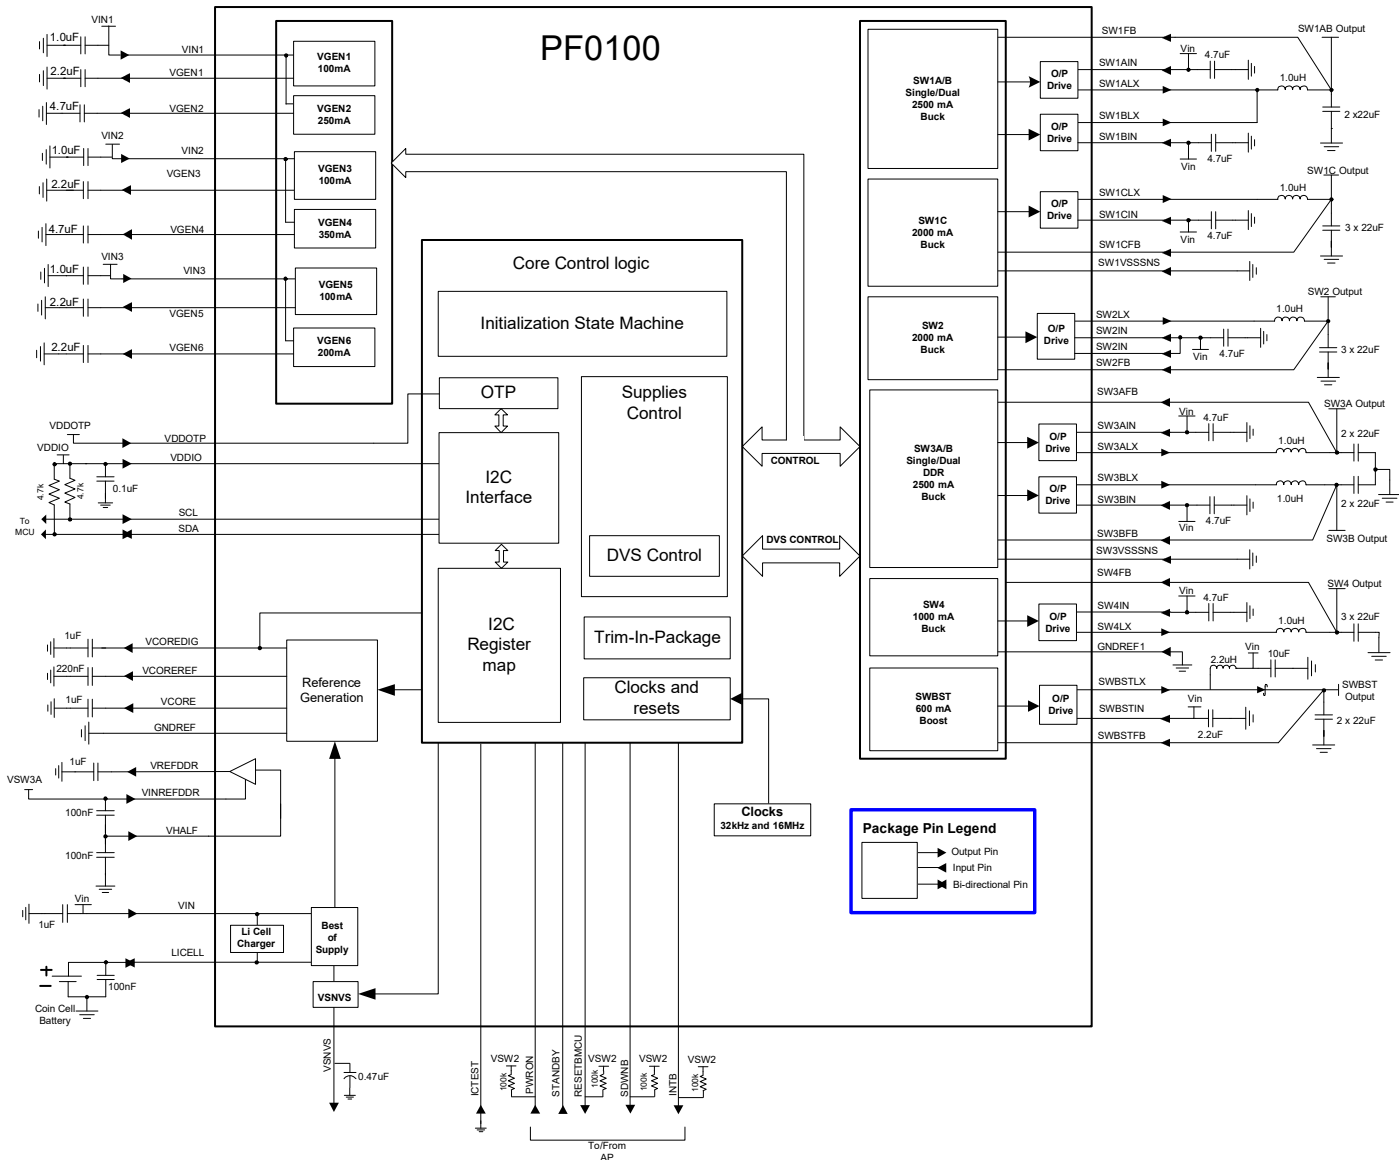 PF0100
VIN1
1.0uF
VIN1
2.2uF
VGEN1
4.7uF
VGEN2
VIN2
1.0uF
VIN2
2.2uF
VGEN3
4.7uF
VGEN4
VIN3
1.0uF
VIN3
2.2uF
VGEN5
2.2uF
VGEN6
VGEN1
100mA
VGEN2
250mA
VGEN3
100mA
VGEN4
350mA
VGEN5
100mA
VGEN6
200mA
VDDOTP
VDDOTP
VDDIO
VDDIO
4.7k
4.7k
0.1uF
To
MCU
SCL
SDA
Core Control logic
Initialization State Machine
OTP
I2C
Interface
I2C
Register
map
Supplies
Control
DVS Control
Trim-In-Package
Clocks and
resets
CONTROL
DVS CONTROL
Clocks
32kHz and 16MHz
1uF
VCOREDIG
220nF
VCOREREF
1uF
VCORE
GNDREF
Reference
Generation
1uF
VREFDDR
VSW3A
VINREFDDR
100nF
VHALF
100nF
Vin
VIN
1uF
Li Cell
Charger
Best
of
Supply
LICELL
+
–
100nF
Coin Cell
Battery
VSNVS
VSNVS
0.47uF
ICTEST
VSW2
100k
PWRON
STANDBY
RESETBMCU
VSW2
100k
SDWNB
VSW2
100k
INTB
VSW2
100k
To/From
AP
SW1A/B
Single/Dual
2500 mA
Buck
SW1C
2000 mA
Buck
SW2
2000 mA
Buck
SW3A/B
Single/Dual
DDR
2500 mA
Buck
SW4
1000 mA
Buck
SWBST
600 mA
Boost
O/P
Drive
O/P
Drive
O/P
Drive
O/P
Drive
O/P
Drive
O/P
Drive
O/P
Drive
O/P
Drive
SW1FB
SW1AB Output
SW1AIN
Vin
4.7uF
SW1ALX
1.0uH
2 x22uF
SW1BLX
SW1BIN
Vin
4.7uF
SW1C Output
SW1CLX
1.0uH
SW1CIN
Vin
4.7uF
3 x 22uF
SW1CFB
SW1VSSSNS
SW2 Output
SW2LX
1.0uH
SW2IN
SW2IN
Vin
4.7uF
3 x 22uF
SW2FB
SW3AFB
SW3A Output
SW3AIN
Vin
4.7uF
2 x 22uF
SW3ALX
1.0uH
SW3BLX
1.0uH
2 x 22uF
SW3BIN
Vin
4.7uF
SW3BFB
SW3B Output
SW3VSSSNS
SW4FB
SW4 Output
SW4IN
Vin
4.7uF
3 x 22uF
SW4LX
1.0uH
GNDREF1
Vin
10uF
2.2uH
SWBSTLX
SWBST
Output
SWBSTIN
Vin
2.2uF
2 x 22uF
SWBSTFB
Package Pin Legend
Output Pin
Input Pin
Bi-directional Pin